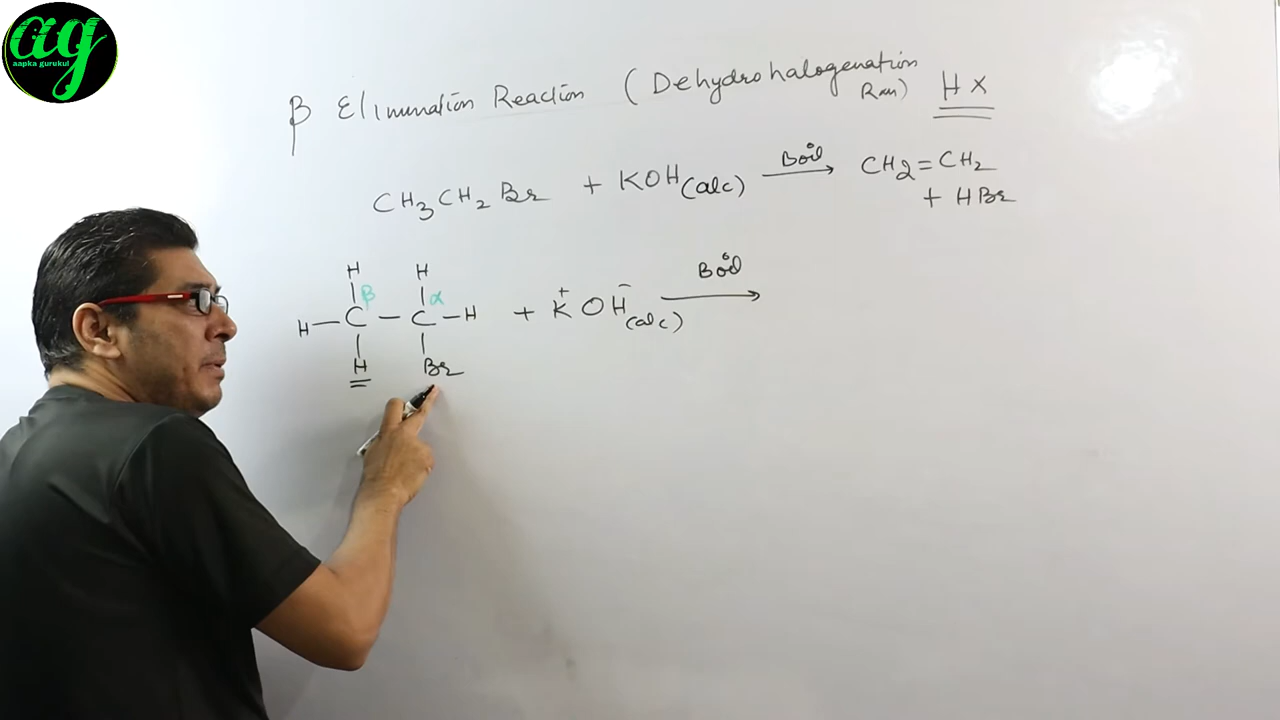 ag
aapka gurukul
β Elimination Reaction (Dehydrohalogenation
Rxn) HX
CH3CH2Br + KOH(alc) Boil → CH2=CH2
+ HBr
H H
β α
H—C—C—H + K⁺OH⁻(alc) Boil →
H Br